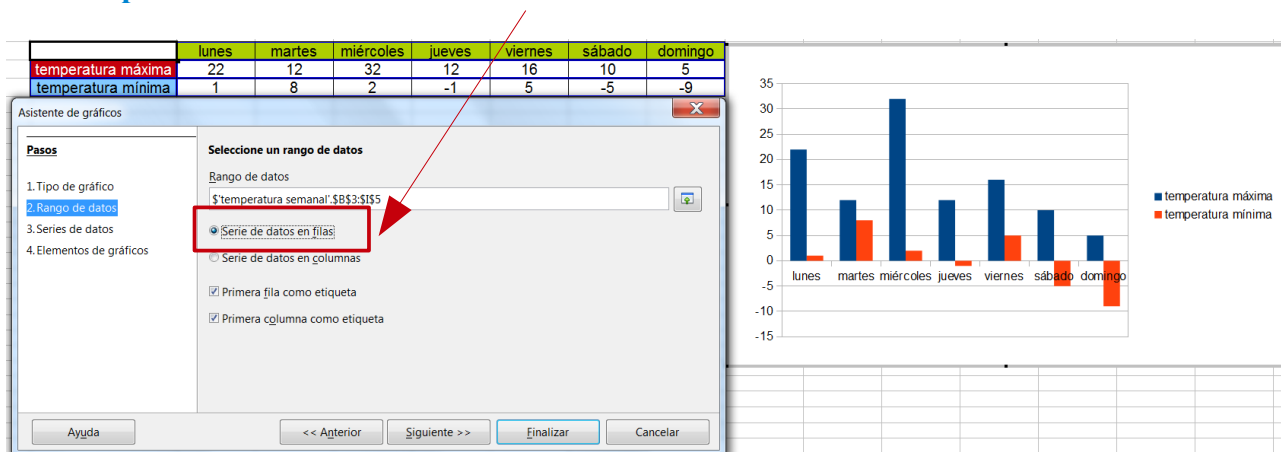 lunes martes miércoles jueves viernes sábado domingo
temperatura máxima 22 12 32 12 16 10 5
temperatura mínima 1 8 2 -1 5 -5 -9
Asistente de gráficos
Pasos
1.Tipo de gráfico
2.Rango de datos
3.Series de datos
4.Elementos de gráficos
Seleccione un rango de datos
Rango de datos
$'temperatura semanal'.$B$3:$I$5
Serie de datos en filas
Serie de datos en columnas
Primera fila como etiqueta
Primera columna como etiqueta
Ayuda << Anterior Siguiente >> Finalizar Cancelar
35
30
25
20
15
10
5
0
-5
-10
-15
lunes martes miércoles jueves viernes sábado domingo
temperatura máxima
temperatura mínima